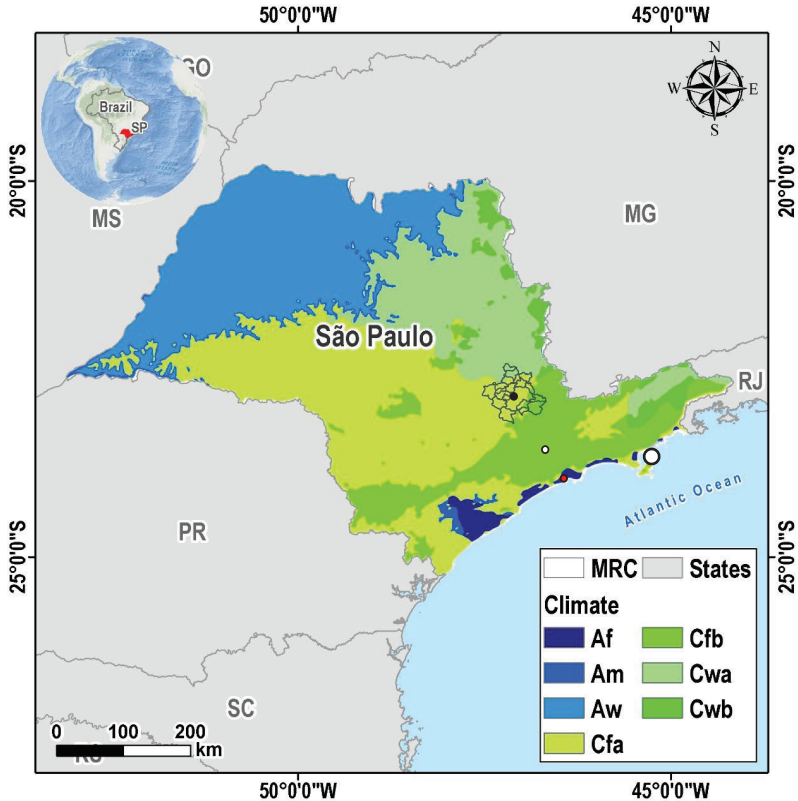 50°0'0"W 45°0'0"W
GO
Brazil
SP
N
W E
S
20°0'0"S 20°0'0"S
MS
MG
São Paulo
RJ
Atlantic Ocean
PR
25°0'0"S 25°0'0"S
MRC States
Climate
Af Cfb
Am Cwa
Aw Cwb
Cfa
SC
0 100 200
km
RS
50°0'0"W 45°0'0"W